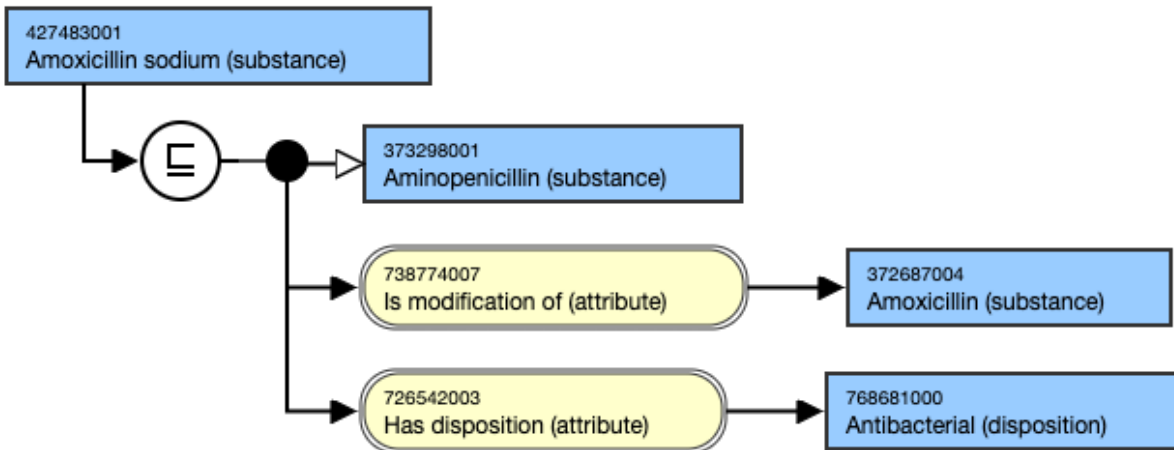 427483001
Amoxicillin sodium (substance)
⊑
373298001
Aminopenicillin (substance)
738774007
Is modification of (attribute)
372687004
Amoxicillin (substance)
726542003
Has disposition (attribute)
768681000
Antibacterial (disposition)